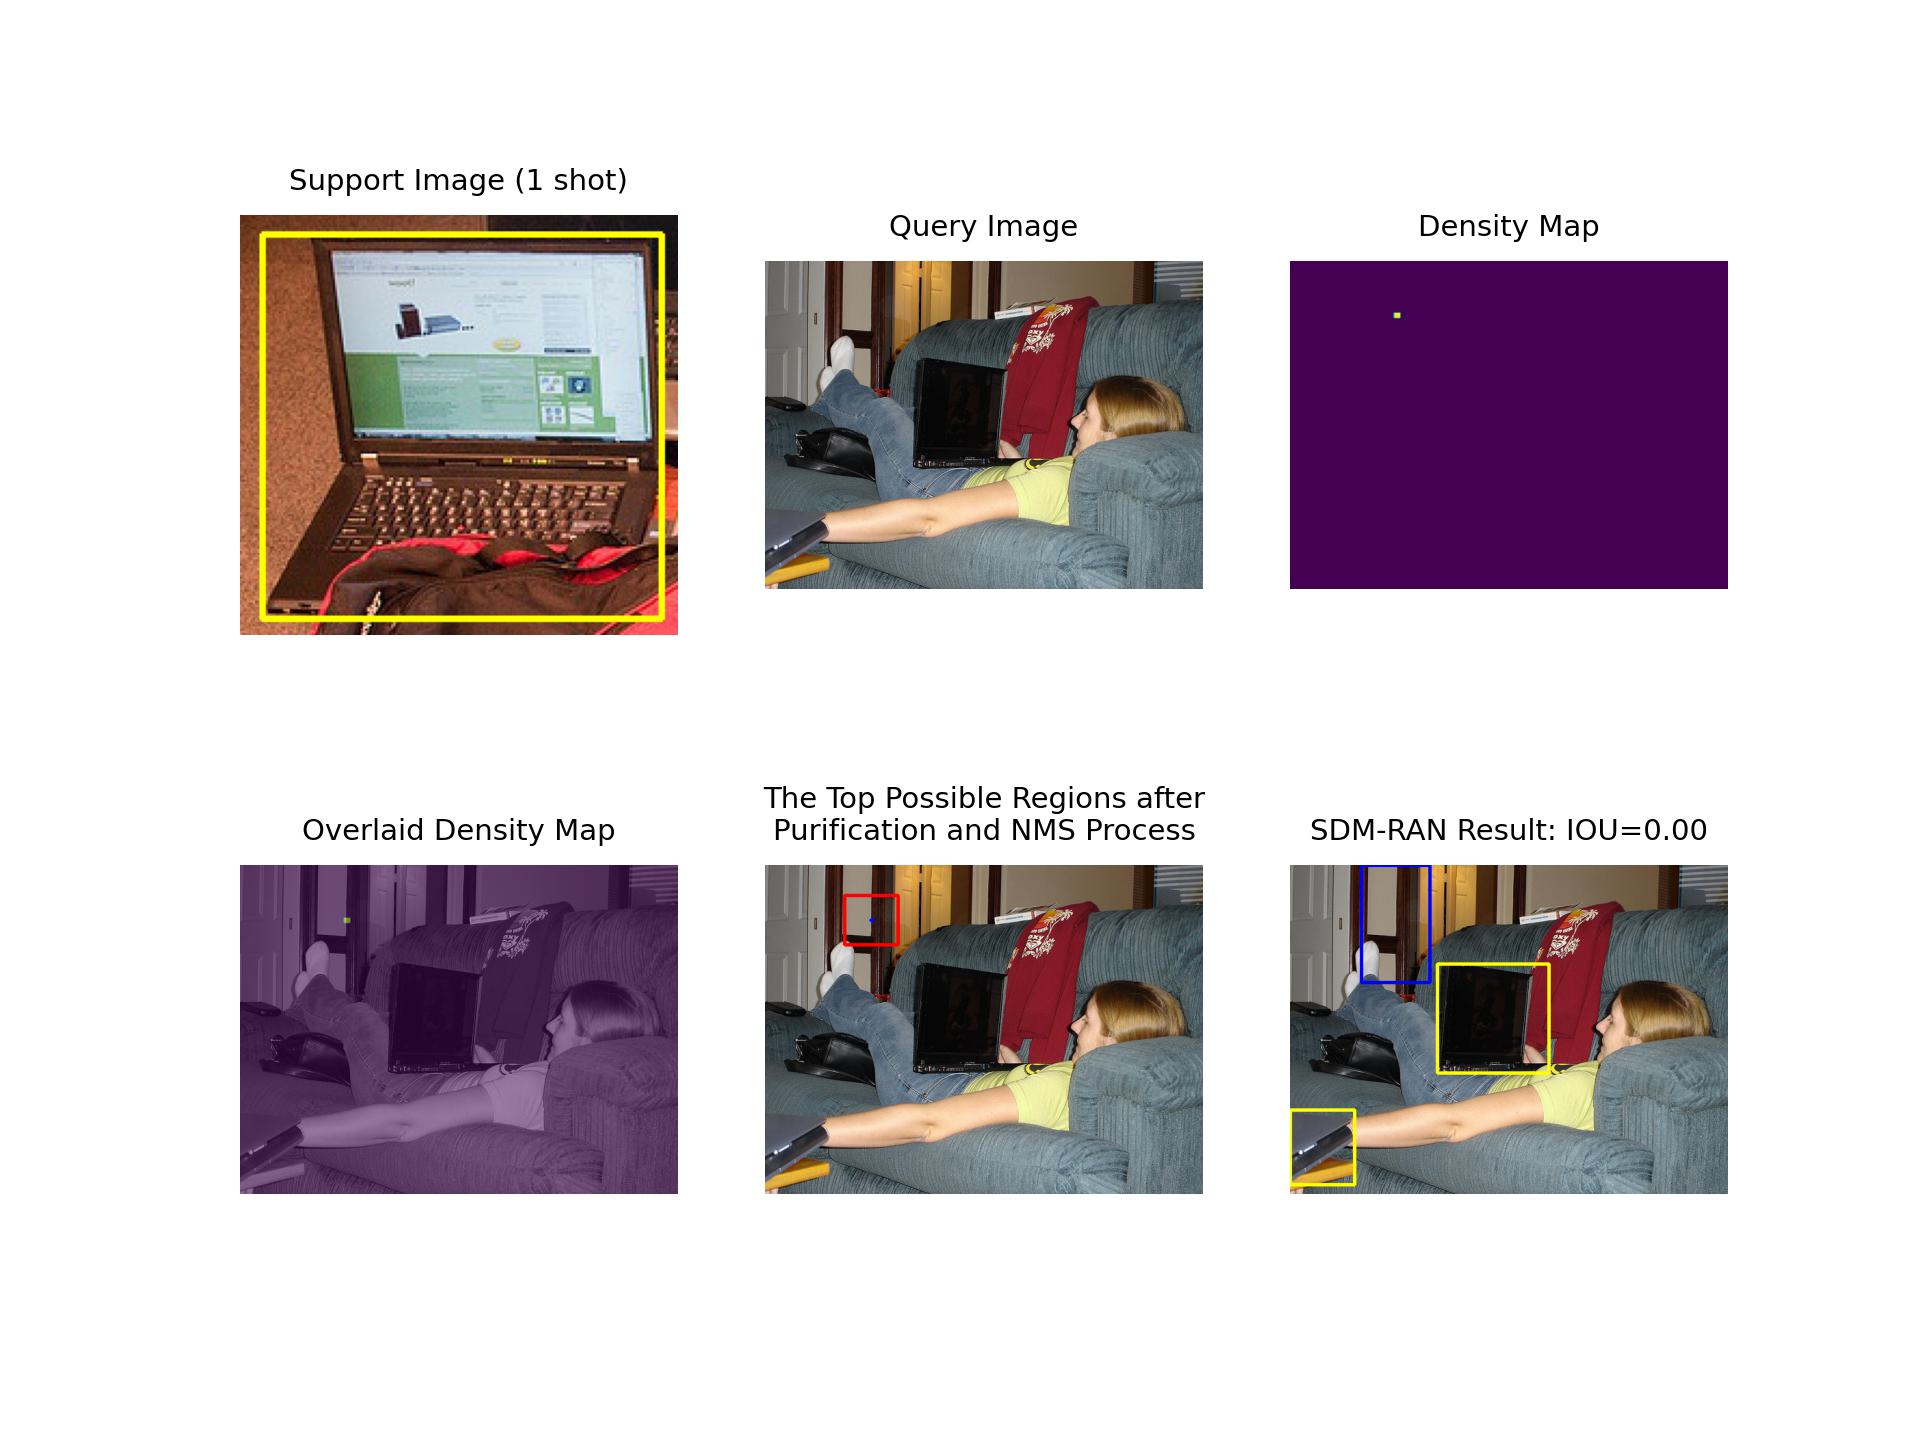 Support Image (1 shot)
Query Image
Density Map
Overlaid Density Map
The Top Possible Regions after
Purification and NMS Process
SDM-RAN Result: IOU=0.00